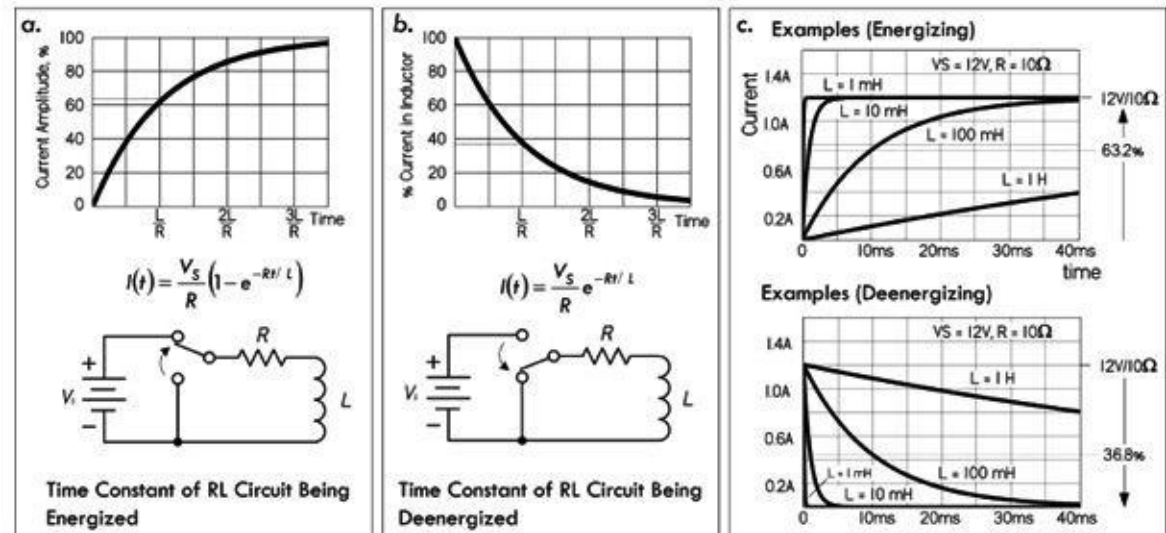 a.
Current Amplitude, %
100
80
60
40
20
0
L/R
2L/R
3L/R
Time
I(t) = V_S/R (1 – e^{-Rt/L})
+
V_s
–
R
L
Time Constant of RL Circuit Being
Energized
b.
% Current in Inductor
100
80
60
40
20
0
L/R
2L/R
3L/R
Time
I(t) = V_S/R e^{-Rt/L}
+
V_s
–
R
L
Time Constant of RL Circuit Being
Deenergized
c.
Examples (Energizing)
VS = 12V, R = 10Ω
Current
1.4A
1.0A
0.6A
0.2A
L = 1 mH
L = 10 mH
L = 100 mH
L = 1 H
12V/10Ω
63.2%
0 10ms 20ms 30ms 40ms
time
Examples (Deenergizing)
VS = 12V, R = 10Ω
1.4A
1.0A
0.6A
0.2A
L = 1 H
L = 1 mH
L = 100 mH
L = 10 mH
12V/10Ω
36.8%
0 10ms 20ms 30ms 40ms